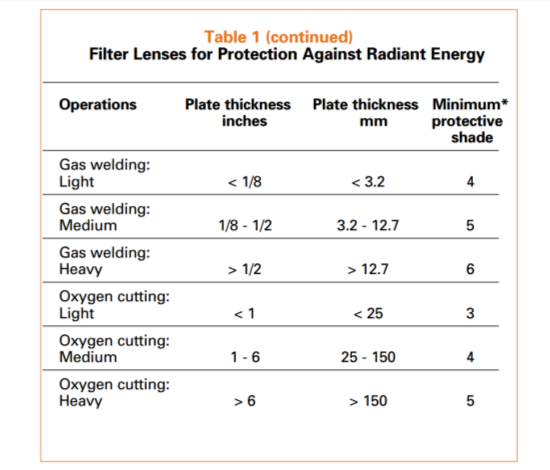 Table 1 (continued)
Filter Lenses for Protection Against Radiant Energy
Operations Plate thickness inches Plate thickness mm Minimum* protective shade
Gas welding:
Light < 1/8 < 3.2 4
Gas welding:
Medium 1/8 - 1/2 3.2 - 12.7 5
Gas welding:
Heavy > 1/2 > 12.7 6
Oxygen cutting:
Light < 1 < 25 3
Oxygen cutting:
Medium 1 - 6 25 - 150 4
Oxygen cutting:
Heavy > 6 > 150 5